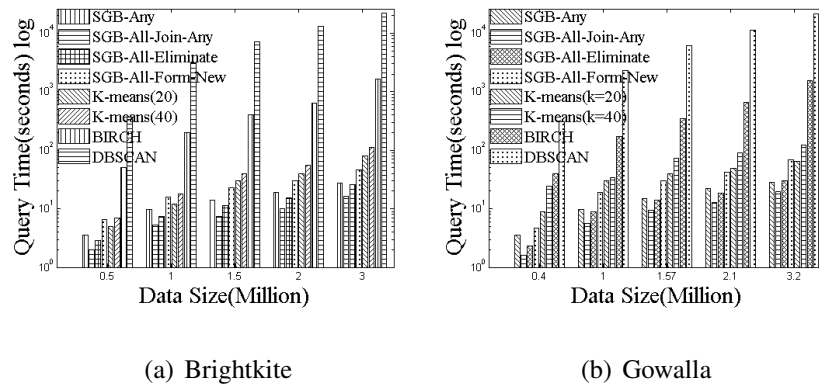 Query Time(seconds) log
10^4
10^3
10^2
10^1
10^0
SGB-Any
SGB-All-Join-Any
SGB-All-Eliminate
SGB-All-Form-New
K-means(20)
K-means(40)
BIRCH
DBSCAN
0.5 1 1.5 2 3
Data Size(Million)
(a) Brightkite
Query Time(seconds) log
10^4
10^3
10^2
10^1
10^0
SGB-Any
SGB-All-Join-Any
SGB-All-Eliminate
SGB-All-Form-New
K-means(k=20)
K-means(k=40)
BIRCH
DBSCAN
0.4 1 1.57 2.1 3.2
Data Size(Million)
(b) Gowalla